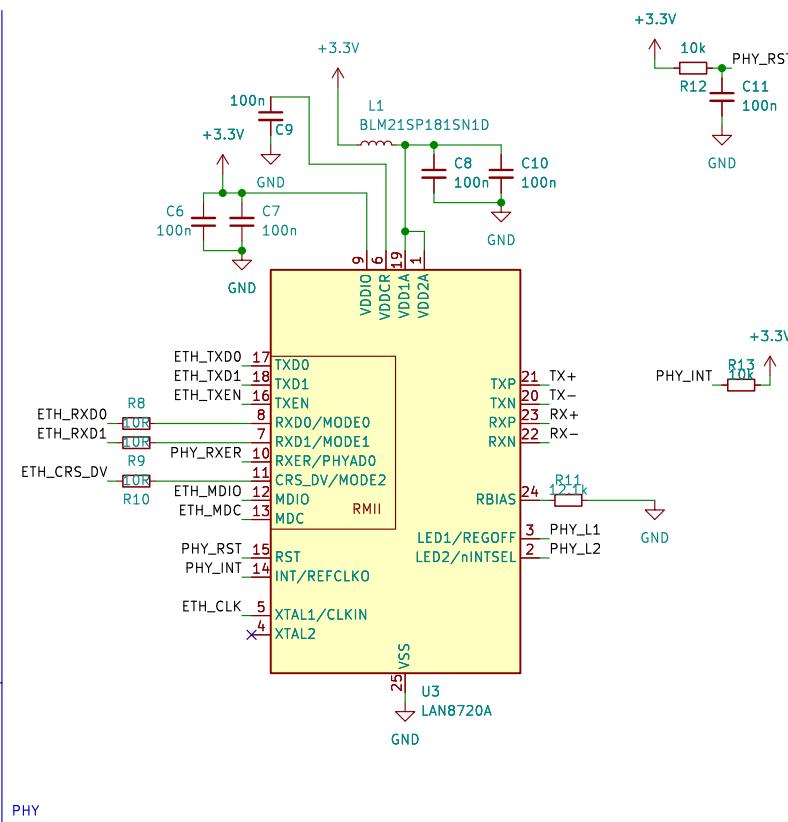 +3.3V
10k
PHY_RST
R12
C11
100n
GND
+3.3V
L1
BLM21SP181SN1D
100n
C9
GND
+3.3V
C8
100n
C10
100n
GND
C6
100n
C7
100n
GND
9
6
19
1
VDDIO
VDDCR
VDD1A
VDD2A
ETH_TXD0 17 TXD0
ETH_TXD1 18 TXD1
ETH_TXEN 16 TXEN
R8
ETH_RXD0 10R 8 RXD0/MODE0
ETH_RXD1 10R 7 RXD1/MODE1
R9
PHY_RXER 10 RXER/PHYAD0
ETH_CRS_DV 10R 11 CRS_DV/MODE2
R10
ETH_MDIO 12 MDIO
ETH_MDC 13 MDC
RMII
PHY_RST 15 RST
PHY_INT 14 INT/REFCLKO
ETH_CLK 5 XTAL1/CLKIN
4 XTAL2
TXP 21 TX+
TXN 20 TX-
RXP 23 RX+
RXN 22 RX-
RBIAS 24
R11
12.1k
GND
LED1/REGOFF 3 PHY_L1
LED2/nINTSEL 2 PHY_L2
+3.3V
R13
10k
PHY_INT
VSS
25
U3
LAN8720A
GND
PHY